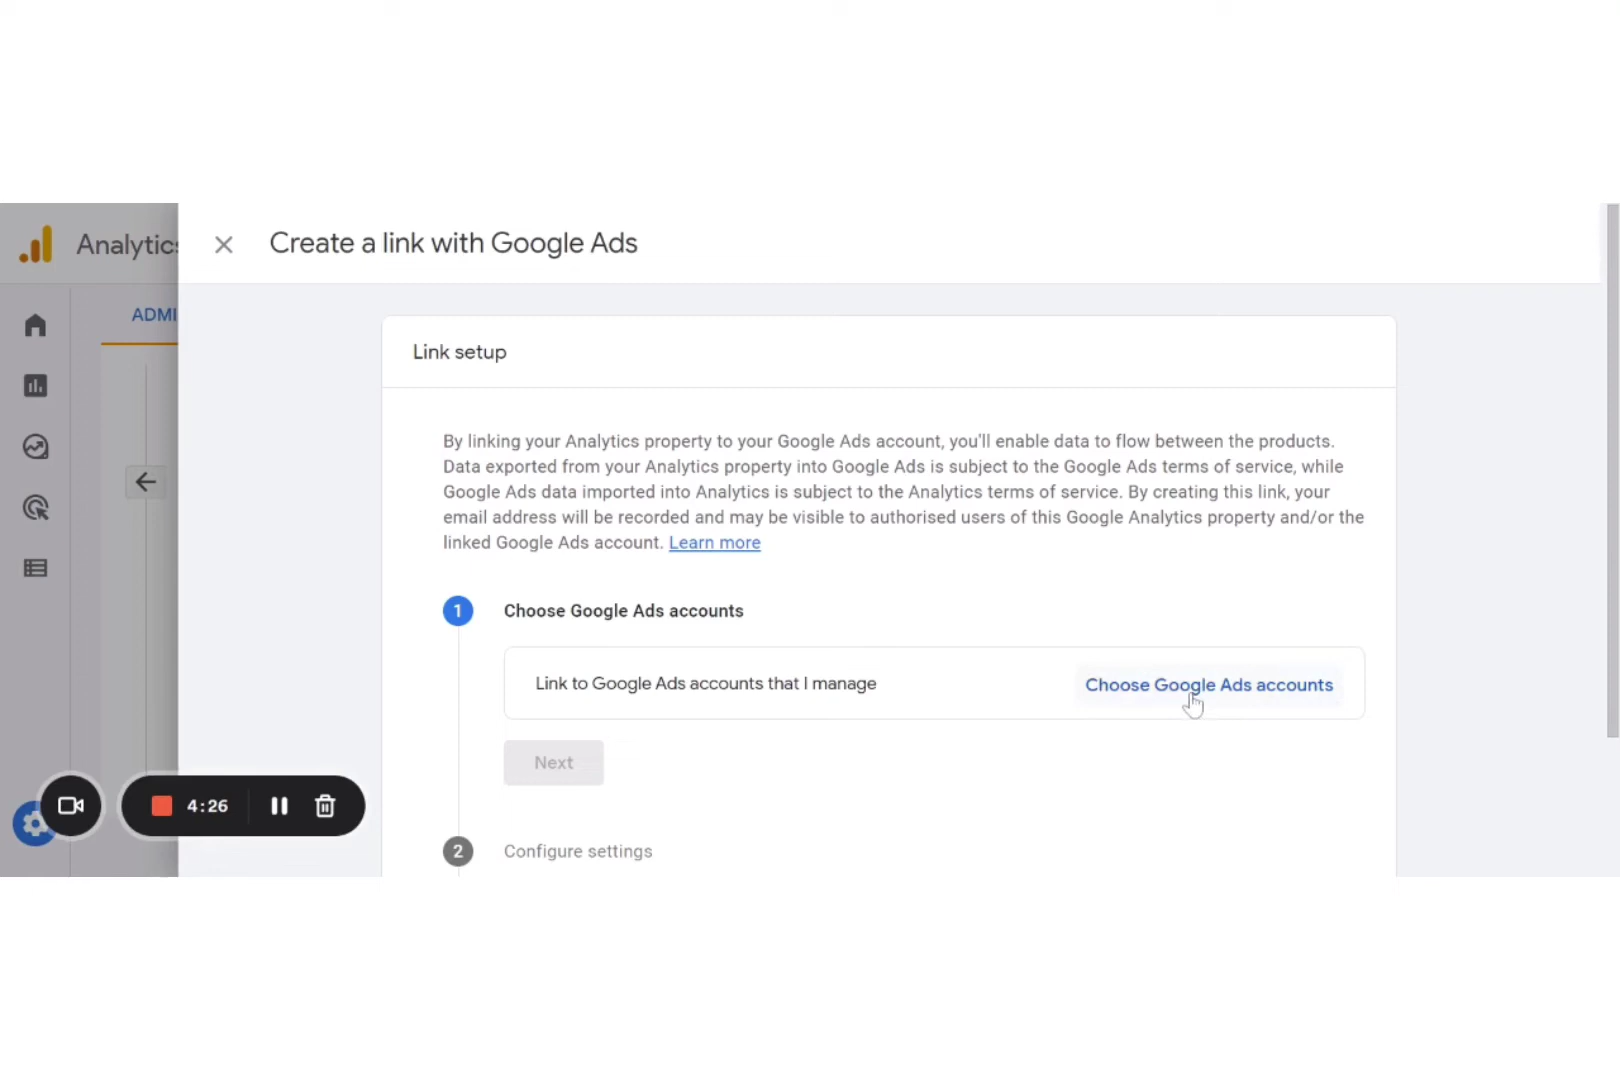 Analytics
Create a link with Google Ads
ADMI
Link setup
By linking your Analytics property to your Google Ads account, you'll enable data to flow between the products.
Data exported from your Analytics property into Google Ads is subject to the Google Ads terms of service, while
Google Ads data imported into Analytics is subject to the Analytics terms of service. By creating this link, your
email address will be recorded and may be visible to authorised users of this Google Analytics property and/or the
linked Google Ads account. Learn more
1 Choose Google Ads accounts
Link to Google Ads accounts that I manage
Choose Google Ads accounts
Next
4:26
2 Configure settings